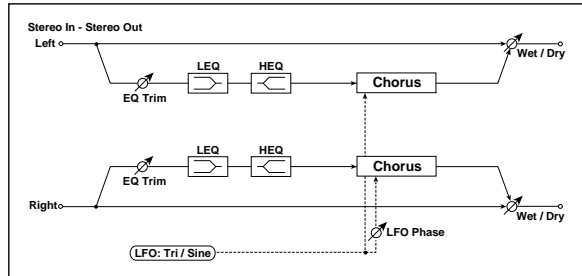 Stereo In - Stereo Out
Left
Wet / Dry
LEQ
HEQ
EQ Trim
Chorus
LEQ
HEQ
EQ Trim
Chorus
Right
Wet / Dry
LFO Phase
LFO: Tri / Sine